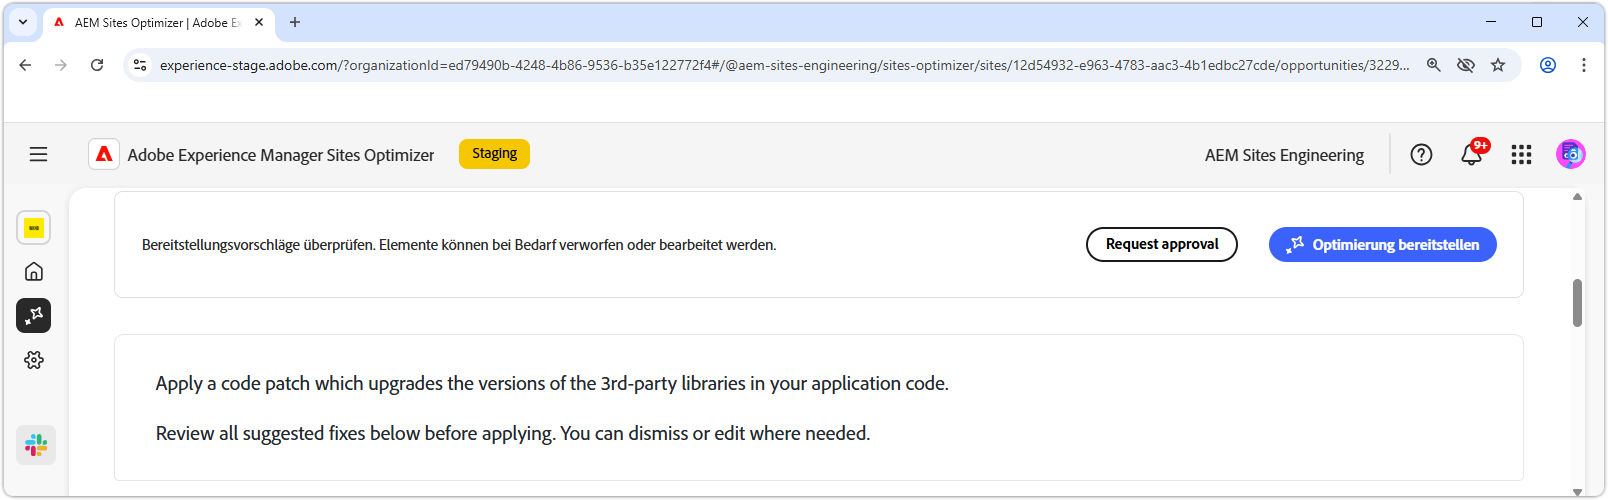 AEM Sites Optimizer | Adobe Ex
experience-stage.adobe.com/?organizationId=ed79490b-4248-4b86-9536-b35e122772f4#/@aem-sites-engineering/sites-optimizer/sites/12d54932-e963-4783-aac3-4b1edbc27cde/opportunities/3229...
Adobe Experience Manager Sites Optimizer
Staging
AEM Sites Engineering
9+
Bereitstellungsvorschläge überprüfen. Elemente können bei Bedarf verworfen oder bearbeitet werden.
Request approval
Optimierung bereitstellen
Apply a code patch which upgrades the versions of the 3rd-party libraries in your application code.
Review all suggested fixes below before applying. You can dismiss or edit where needed.